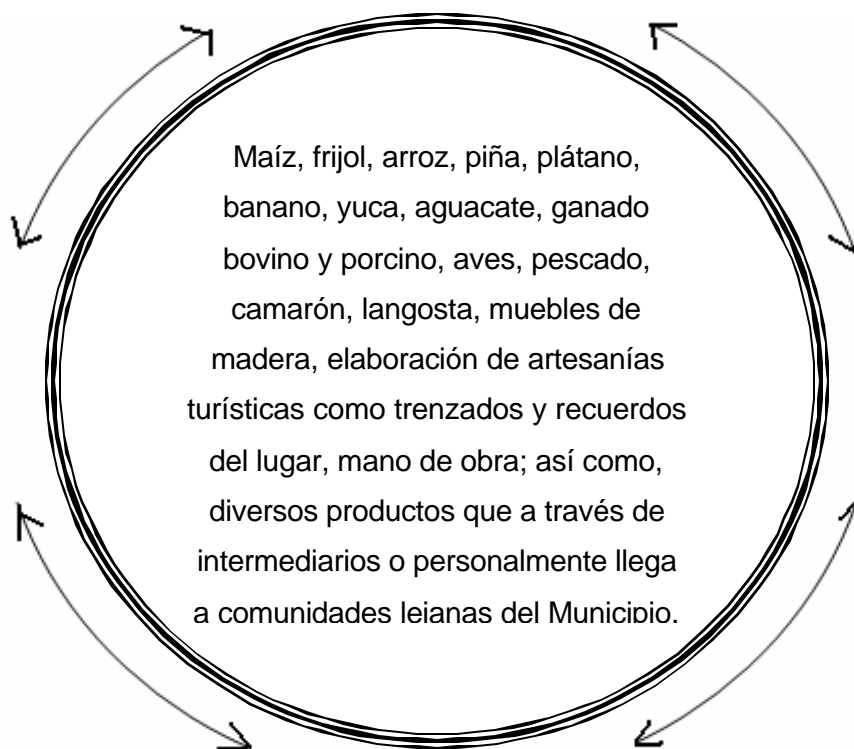 Maíz, frijol, arroz, piña, plátano,
banano, yuca, aguacate, ganado
bovino y porcino, aves, pescado,
camarón, langosta, muebles de
madera, elaboración de artesanías
turísticas como trenzados y recuerdos
del lugar, mano de obra; así como,
diversos productos que a través de
intermediarios o personalmente llega
a comunidades lejanas del Municipio.